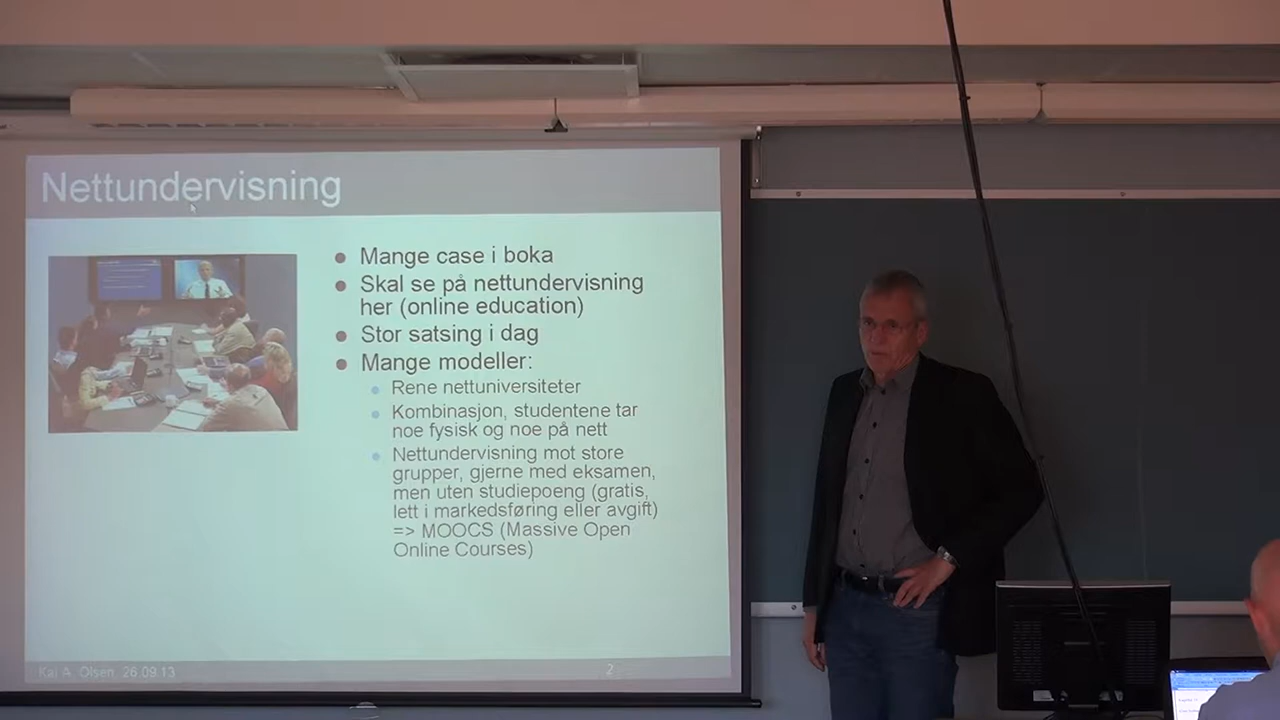 Nettundervisning
Mange case i boka
Skal se på nettundervisning
her (online education)
Stor satsing i dag
Mange modeller:
Rene nettuniversiteter
Kombinasjon, studentene tar
noe fysisk og noe på nett
Nettundervisning mot store
grupper, gjerne med eksamen,
men uten studiepoeng (gratis,
lett i markedsføring eller avgift)
=> MOOCS (Massive Open
Online Courses)
Kai A. Olsen 26.09.13
2